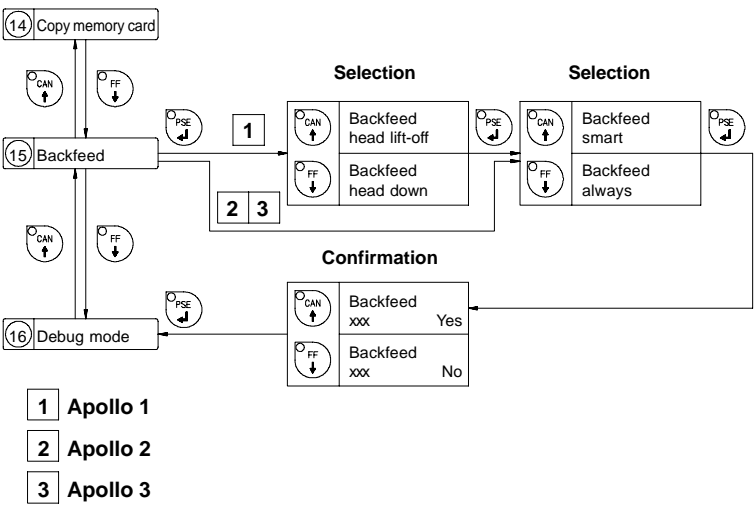 14 Copy memory card
CAN FF
Selection Selection
PSE
1
CAN Backfeed
head lift-off
FF Backfeed
head down
PSE
CAN Backfeed
smart
FF Backfeed
always
PSE
15 Backfeed
2 3
CAN FF
Confirmation
PSE
CAN Backfeed
xxx Yes
FF Backfeed
xxx No
16 Debug mode
1 Apollo 1
2 Apollo 2
3 Apollo 3